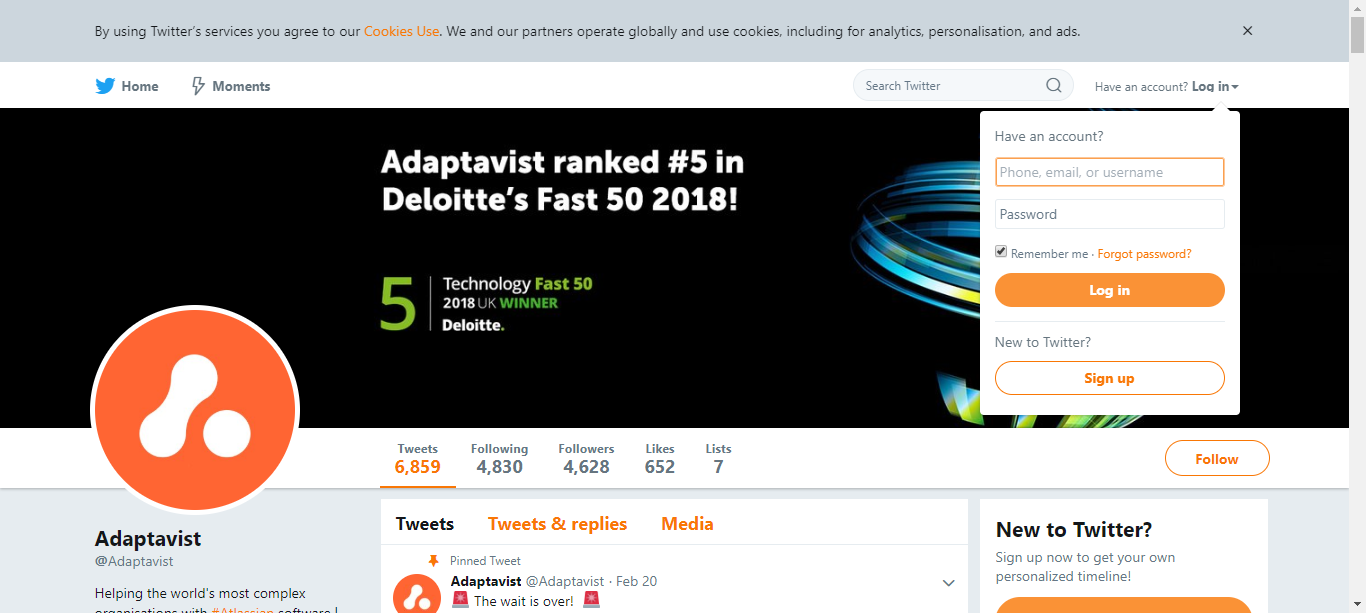 By using Twitter’s services you agree to our Cookies Use. We and our partners operate globally and use cookies, including for analytics, personalisation, and ads.
Home
Moments
Search Twitter
Have an account? Log in
Adaptavist ranked #5 in
Deloitte’s Fast 50 2018!
5
Technology Fast 50
2018 UK WINNER
Deloitte.
Have an account?
Phone, email, or username
Password
Remember me · Forgot password?
Log in
New to Twitter?
Sign up
Tweets
6,859
Following
4,830
Followers
4,628
Likes
652
Lists
7
Follow
Adaptavist
@Adaptavist
Helping the world's most complex
organisations with #Atlassian software |
Tweets
Tweets & replies
Media
Pinned Tweet
Adaptavist @Adaptavist · Feb 20
🚨 The wait is over! 🚨
New to Twitter?
Sign up now to get your own
personalized timeline!